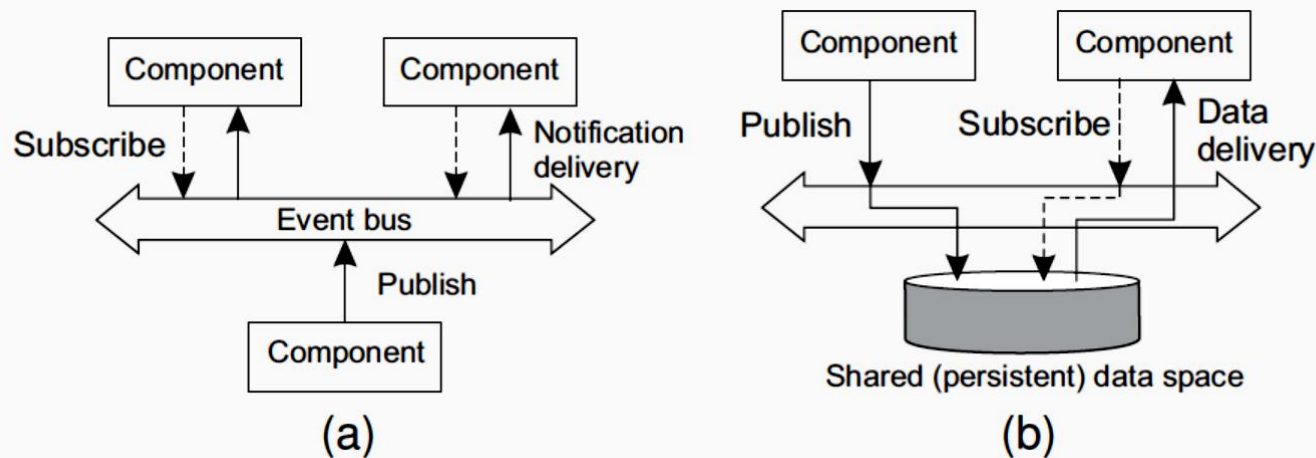 Component
Component
Subscribe
Notification
delivery
Event bus
Publish
Component
(a)
Component
Component
Publish
Subscribe
Data
delivery
Shared (persistent) data space
(b)